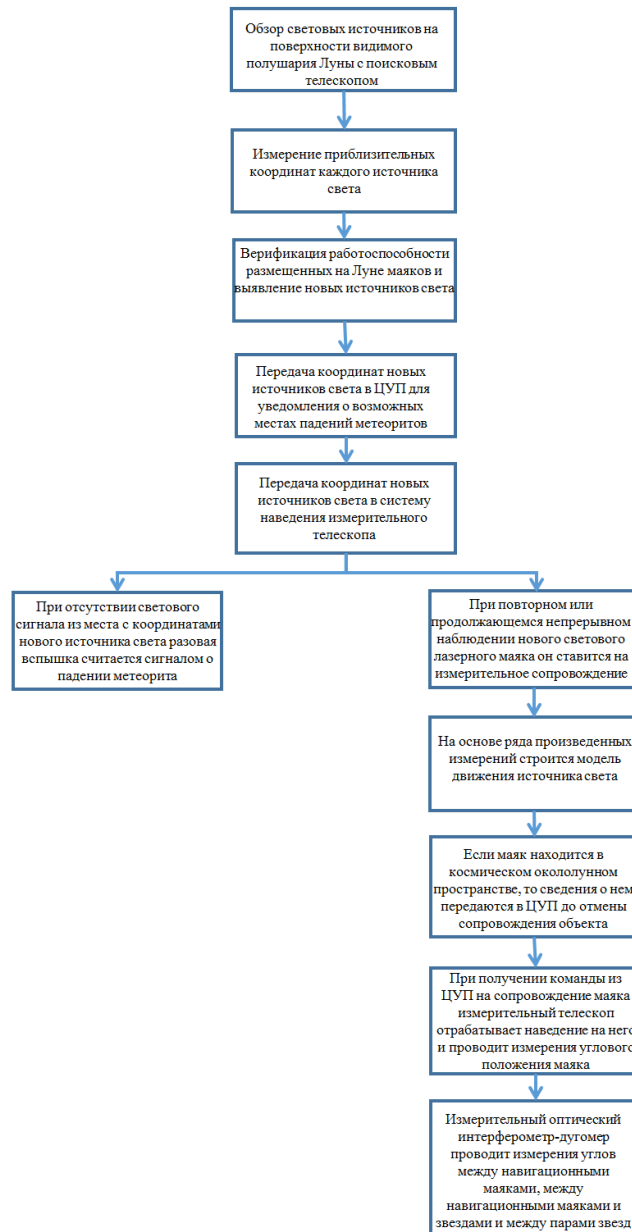 Обзор световых источников на
поверхности видимого
полушария Луны с поисковым
телескопом
Измерение приблизительных
координат каждого источника
света
Верификация работоспособности
размещенных на Луне маяков и
выявление новых источников света
Передача координат новых
источников света в ЦУП для
уведомления о возможных
местах падений метеоритов
Передача координат новых
источников света в систему
наведения измерительного
телескопа
При отсутствии светового
сигнала из места с координатами
нового источника света разовая
вспышка считается сигналом о
падении метеорита
При повторном или
продолжающемся непрерывном
наблюдении нового светового
лазерного маяка он ставится на
измерительное сопровождение
На основе ряда произведенных
измерений строится модель
движения источника света
Если маяк находится в
космическом окололунном
пространстве, то сведения о нем
передаются в ЦУП до отмены
сопровождения объекта
При получении команды из
ЦУП на сопровождение маяка
измерительный телескоп
отрабатывает наведение на него
и проводит измерения углового
положения маяка
Измерительный оптический
интерферометр-дугомер
проводит измерения углов
между навигационными
маяками, между
навигационными маяками и
звездами и между парами звезд